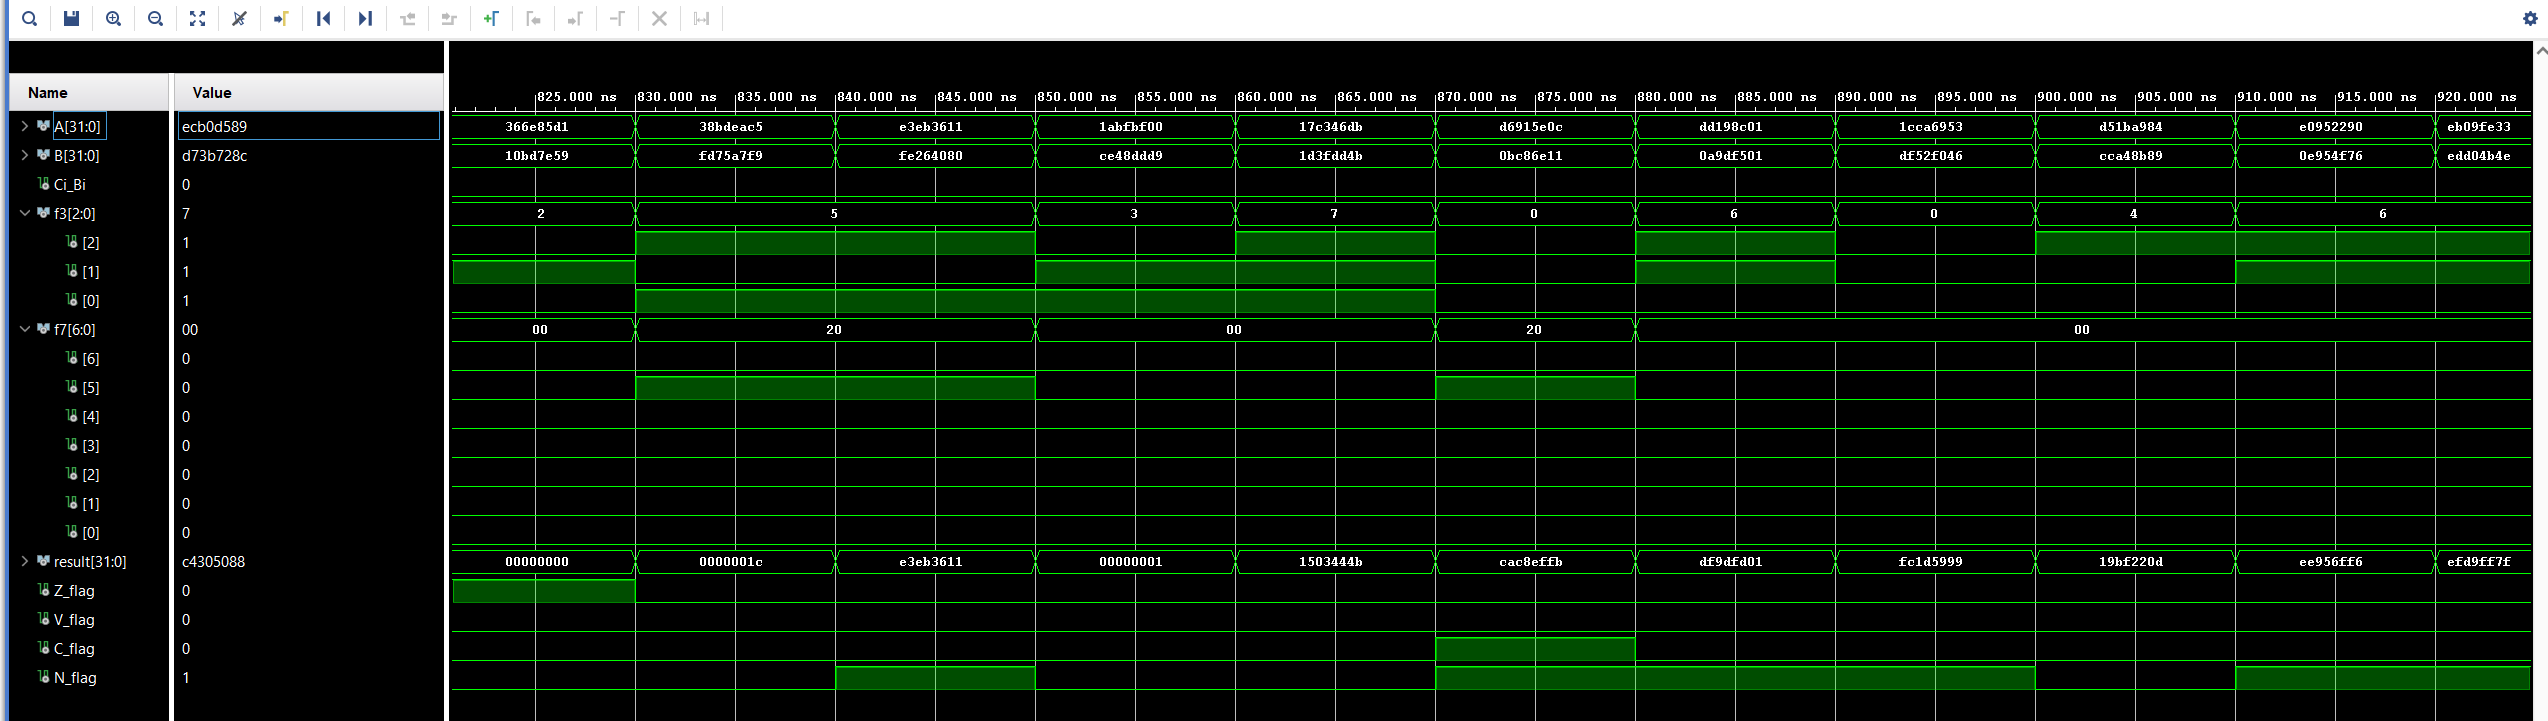 Name Value
825.000 ns 830.000 ns 835.000 ns 840.000 ns 845.000 ns 850.000 ns 855.000 ns 860.000 ns 865.000 ns 870.000 ns 875.000 ns 880.000 ns 885.000 ns 890.000 ns 895.000 ns 900.000 ns 905.000 ns 910.000 ns 915.000 ns 920.000 ns
A[31:0] ecb0d589 366e85d1 38bdeac5 e3eb3611 1abfbf00 17c346db d6915e0c dd198c01 1cca6953 d51ba984 e0952290 eb09fe33
B[31:0] d73b728c 10bd7e59 fd75a7f9 fe264080 ce48ddd9 1d3fdd4b 0bc86e11 0a9df501 df52f046 cca48b89 0e954f76 edd04b4e
Ci_Bi 0
f3[2:0] 7 2 5 3 7 0 6 0 4 6
[2] 1
[1] 1
[0] 1
f7[6:0] 00 00 20 00 20 00
[6] 0
[5] 0
[4] 0
[3] 0
[2] 0
[1] 0
[0] 0
result[31:0] c4305088 00000000 0000001c e3eb3611 00000001 1503444b cac8effb df9dfd01 fc1d5999 19bf220d ee956ff6 efd9ff7f
Z_flag 0
V_flag 0
C_flag 0
N_flag 1